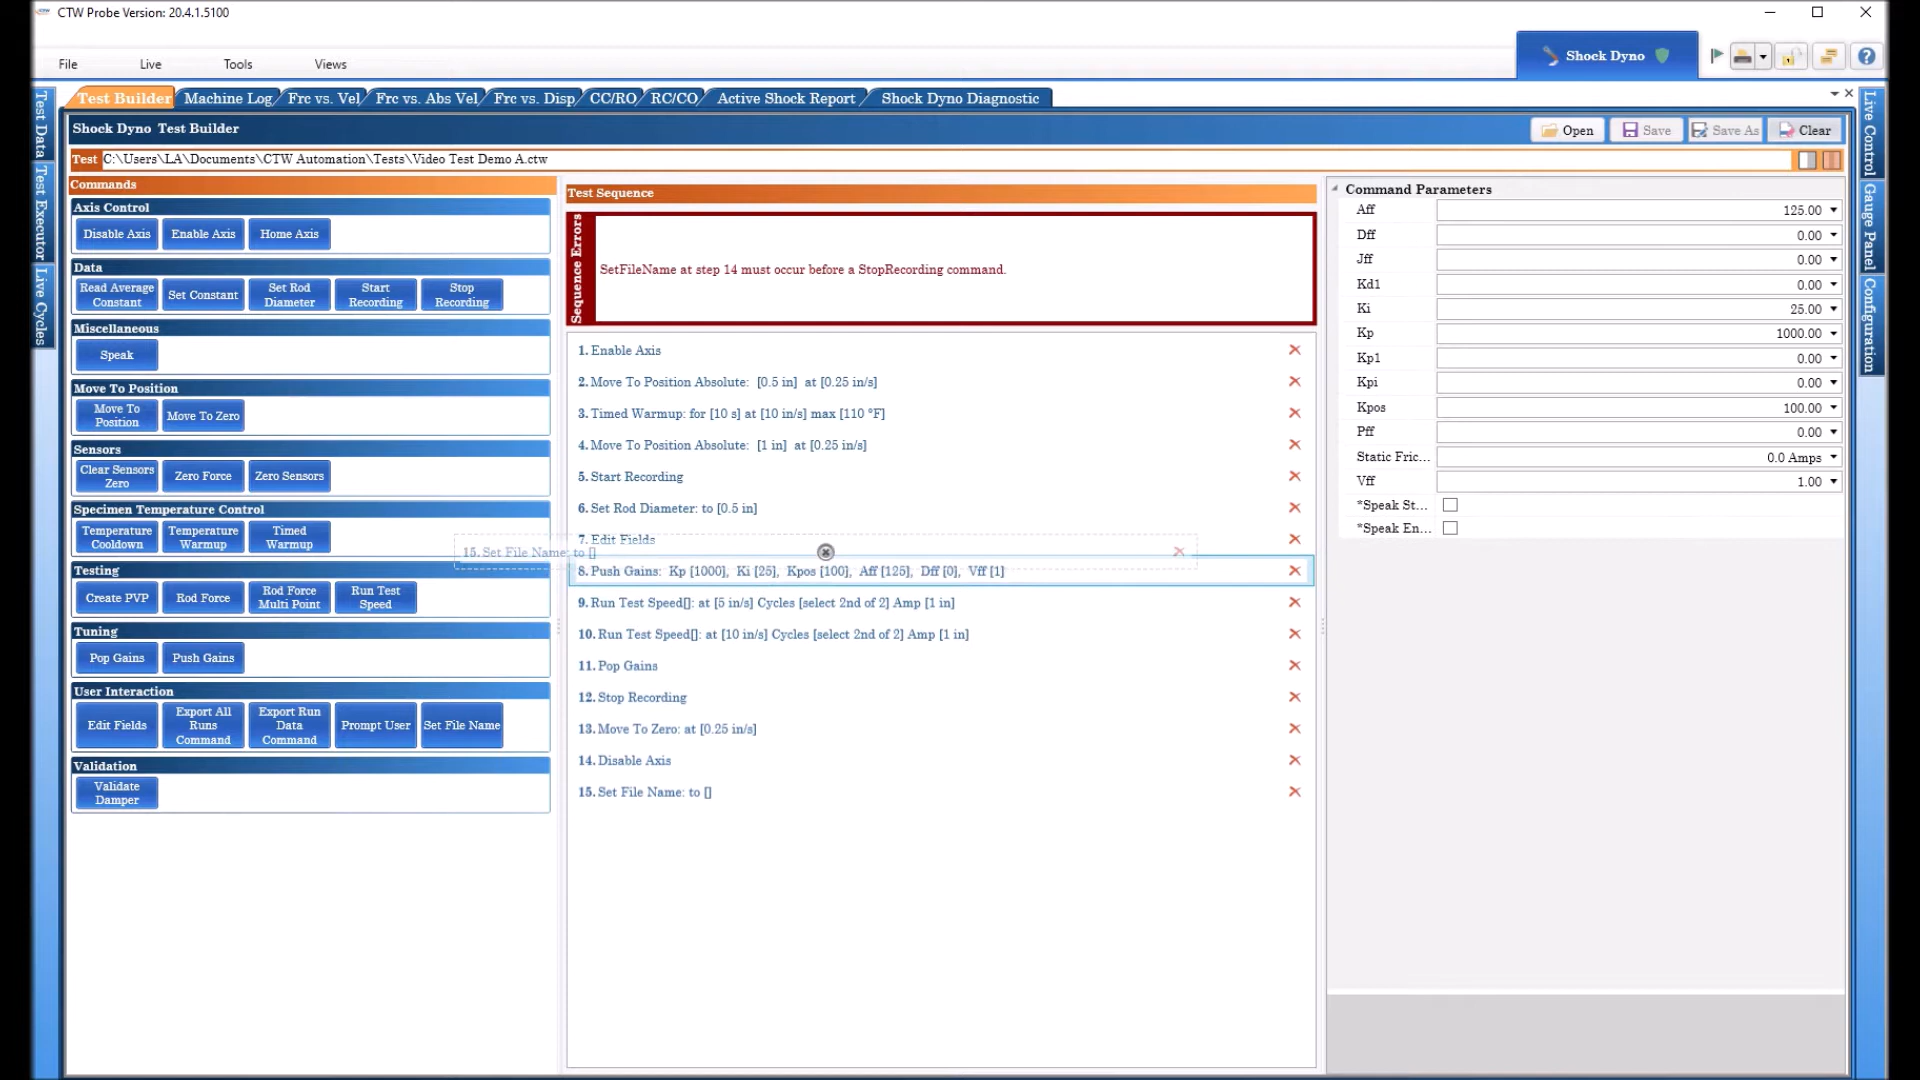 CTW Probe Version: 20.4.1.5100
File Live Tools Views
Shock Dyno
Test Builder Machine Log Frc vs. Vel Frc vs. Abs Vel Frc vs. Disp CC/RO RC/CO Active Shock Report Shock Dyno Diagnostic
Shock Dyno Test Builder
Open Save Save As Clear
Test C:\Users\LA\Documents\CTW Automation\Tests\Video Test Demo A.ctw
Test Data
Test Executor
Live Cycles
Commands
Axis Control
Disable Axis Enable Axis Home Axis
Data
Read Average Constant Set Constant Set Rod Diameter Start Recording Stop Recording
Miscellaneous
Speak
Move To Position
Move To Position Move To Zero
Sensors
Clear Sensors Zero Zero Force Zero Sensors
Specimen Temperature Control
Temperature Cooldown Temperature Warmup Timed Warmup
Testing
Create PVP Rod Force Rod Force Multi Point Run Test Speed
Tuning
Pop Gains Push Gains
User Interaction
Edit Fields Export All Runs Command Export Run Data Command Prompt User Set File Name
Validation
Validate Damper
Test Sequence
Sequence Errors
SetFileName at step 14 must occur before a StopRecording command.
1. Enable Axis
2. Move To Position Absolute: [0.5 in] at [0.25 in/s]
3. Timed Warmup: for [10 s] at [10 in/s] max [110 °F]
4. Move To Position Absolute: [1 in] at [0.25 in/s]
5. Start Recording
6. Set Rod Diameter: to [0.5 in]
7. Edit Fields
15. Set File Name: to []
8. Push Gains: Kp [1000], Ki [25], Kpos [100], Aff [125], Dff [0], Vff [1]
9. Run Test Speed[]: at [5 in/s] Cycles [select 2nd of 2] Amp [1 in]
10. Run Test Speed[]: at [10 in/s] Cycles [select 2nd of 2] Amp [1 in]
11. Pop Gains
12. Stop Recording
13. Move To Zero: at [0.25 in/s]
14. Disable Axis
15. Set File Name: to []
Command Parameters
Aff 125.00
Dff 0.00
Jff 0.00
Kd1 0.00
Ki 25.00
Kp 1000.00
Kp1 0.00
Kpi 0.00
Kpos 100.00
Pff 0.00
Static Fric... 0.0 Amps
Vff 1.00
*Speak St...
*Speak En...
Live Control
Gauge Panel
Configuration